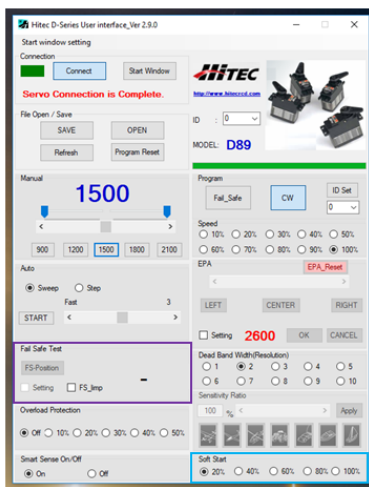 Hitec D-Series User interface_Ver 2.9.0
Start window setting
Connection
Connect
Start Window
Servo Connection is Complete.
HiTEC
http://www.hitecrcd.com
File Open / Save
SAVE
OPEN
Refresh
Program Reset
ID : 0
MODEL: D89
Manual
1500
900 1200 1500 1800 2100
Program
Fail_Safe
CW
ID Set
0
Speed
10% 20% 30% 40% 50%
60% 70% 80% 90% 100%
Auto
Sweep Step
Fast 3
START
EPA
EPA_Reset
LEFT CENTER RIGHT
Setting 2600 OK CANCEL
Fail Safe Test
FS-Position
Setting FS_limp
-
Dead Band Width(Resolution)
1 2 3 4 5
6 7 8 9 10
Sensitivity Ratio
100 % Apply
Overload Protection
Off 10% 20% 30% 40% 50%
Smart Sense On/Off
On Off
Soft Start
20% 40% 60% 80% 100%